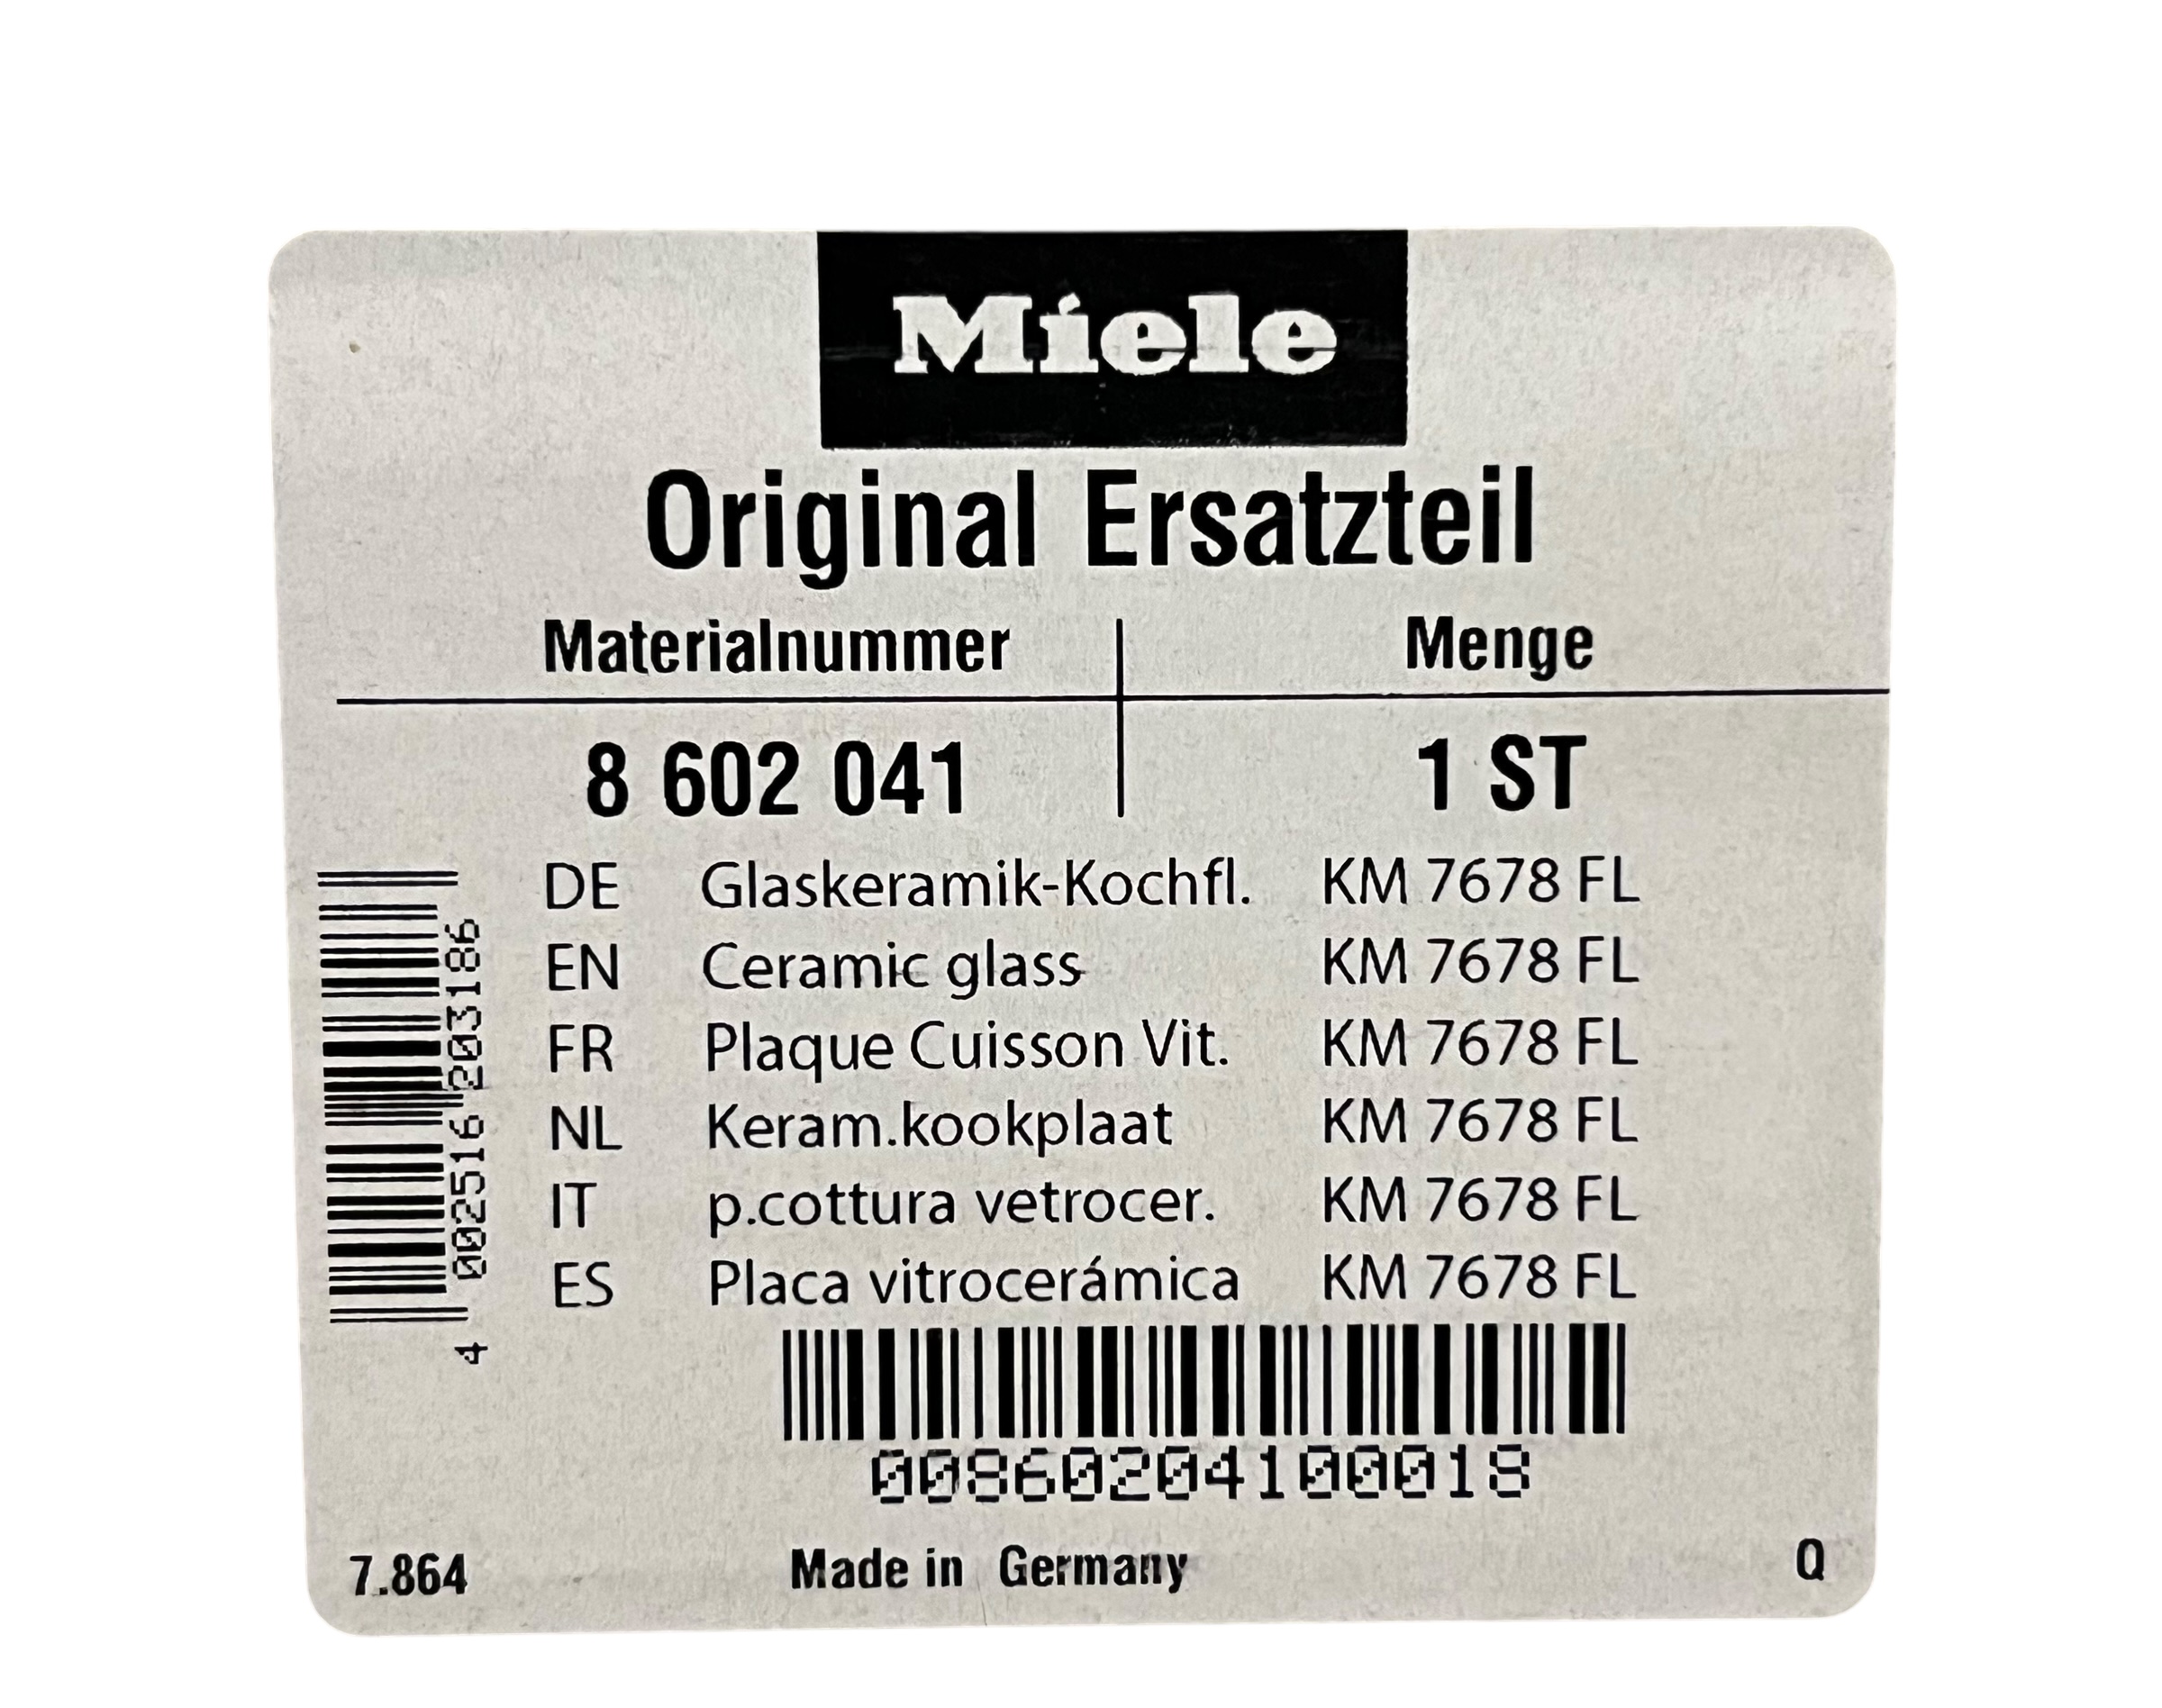 Miele
Original Ersatzteil
Materialnummer Menge
8 602 041 1 ST
DE Glaskeramik-Kochfl. KM 7678 FL
EN Ceramic glass KM 7678 FL
FR Plaque Cuisson Vit. KM 7678 FL
NL Keram.kookplaat KM 7678 FL
IT p.cottura vetrocer. KM 7678 FL
ES Placa vitrocerámica KM 7678 FL
4 002516 203186
00860204100018
7.864 Made in Germany Q